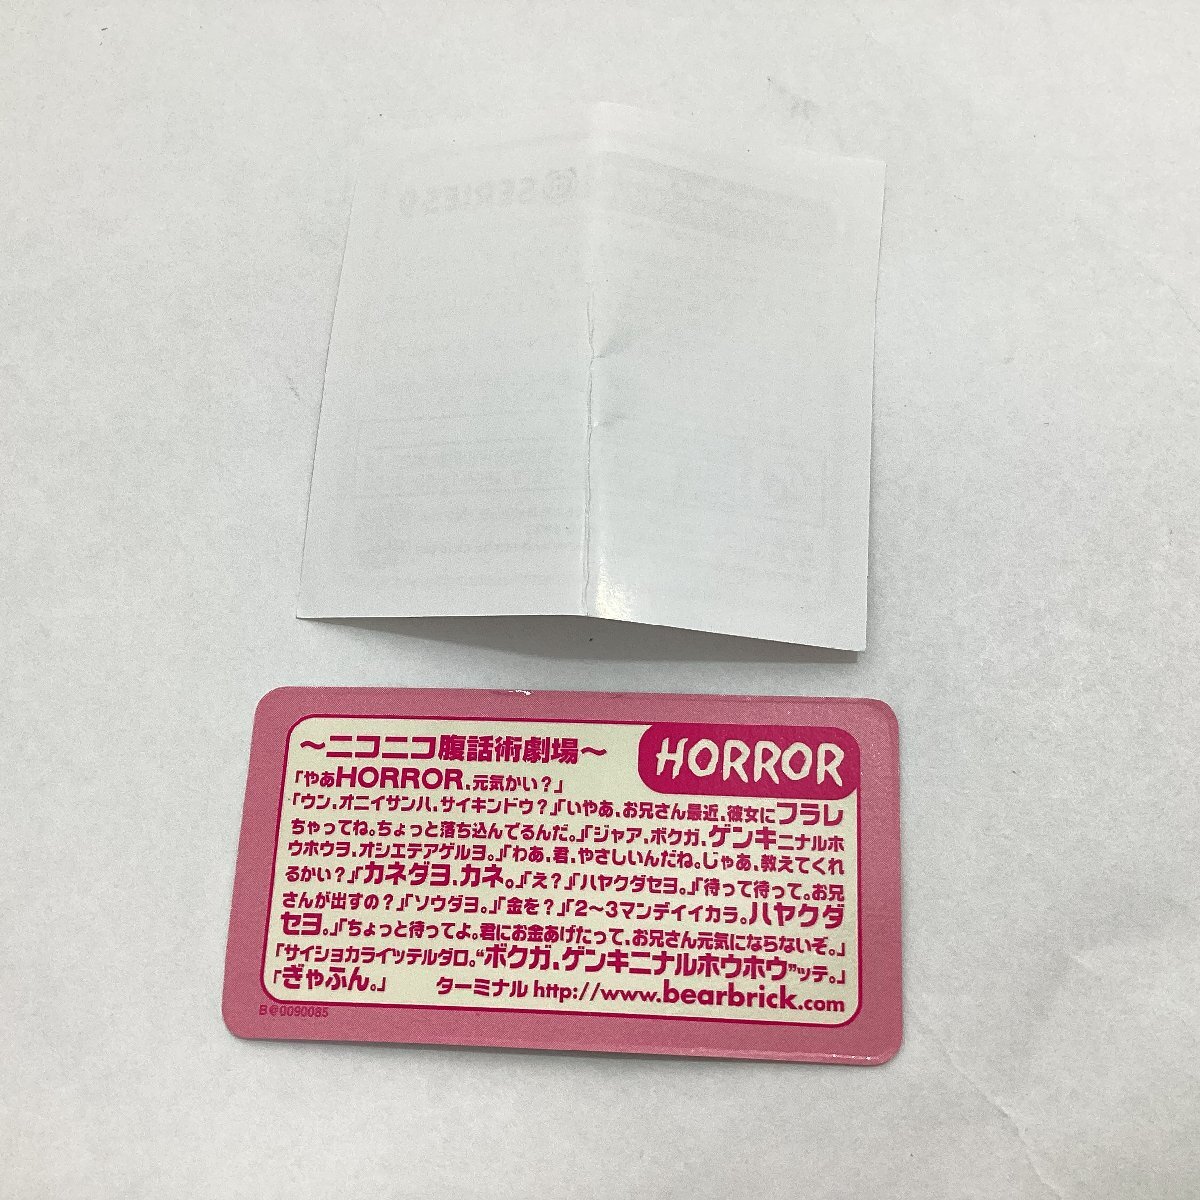 ~ニコニコ腹話術劇場~
HORROR
「やあHORROR、元気かい?」
「ウン、オニイサンハ、サイキンドウ?」「いやあ、お兄さん最近、彼女にフラレ
ちゃってね。ちょっと落ち込んでるんだ。」「ジャア、ボクガ、ゲンキニナルホ
ウホウヲ、オシエテアゲルヨ。」「わあ、君、やさしいんだね。じゃあ、教えてくれ
るかい?」「カネダヨ、カネ。」「え?」「ハヤクダセヨ。」「待って待って。お兄
さんが出すの?」「ソウダヨ。」「金を?」「2~3マンデイイカラ。ハヤクダ
セヨ。」「ちょっと待ってよ。君にお金あげたって、お兄さん元気にならないぞ。」
「サイショカライッテルダロ。“ボクガ、ゲンキニナルホウホウ”ッテ。」
「ぎゃふん。」 ターミナル http://www.bearbrick.com
B@0090085